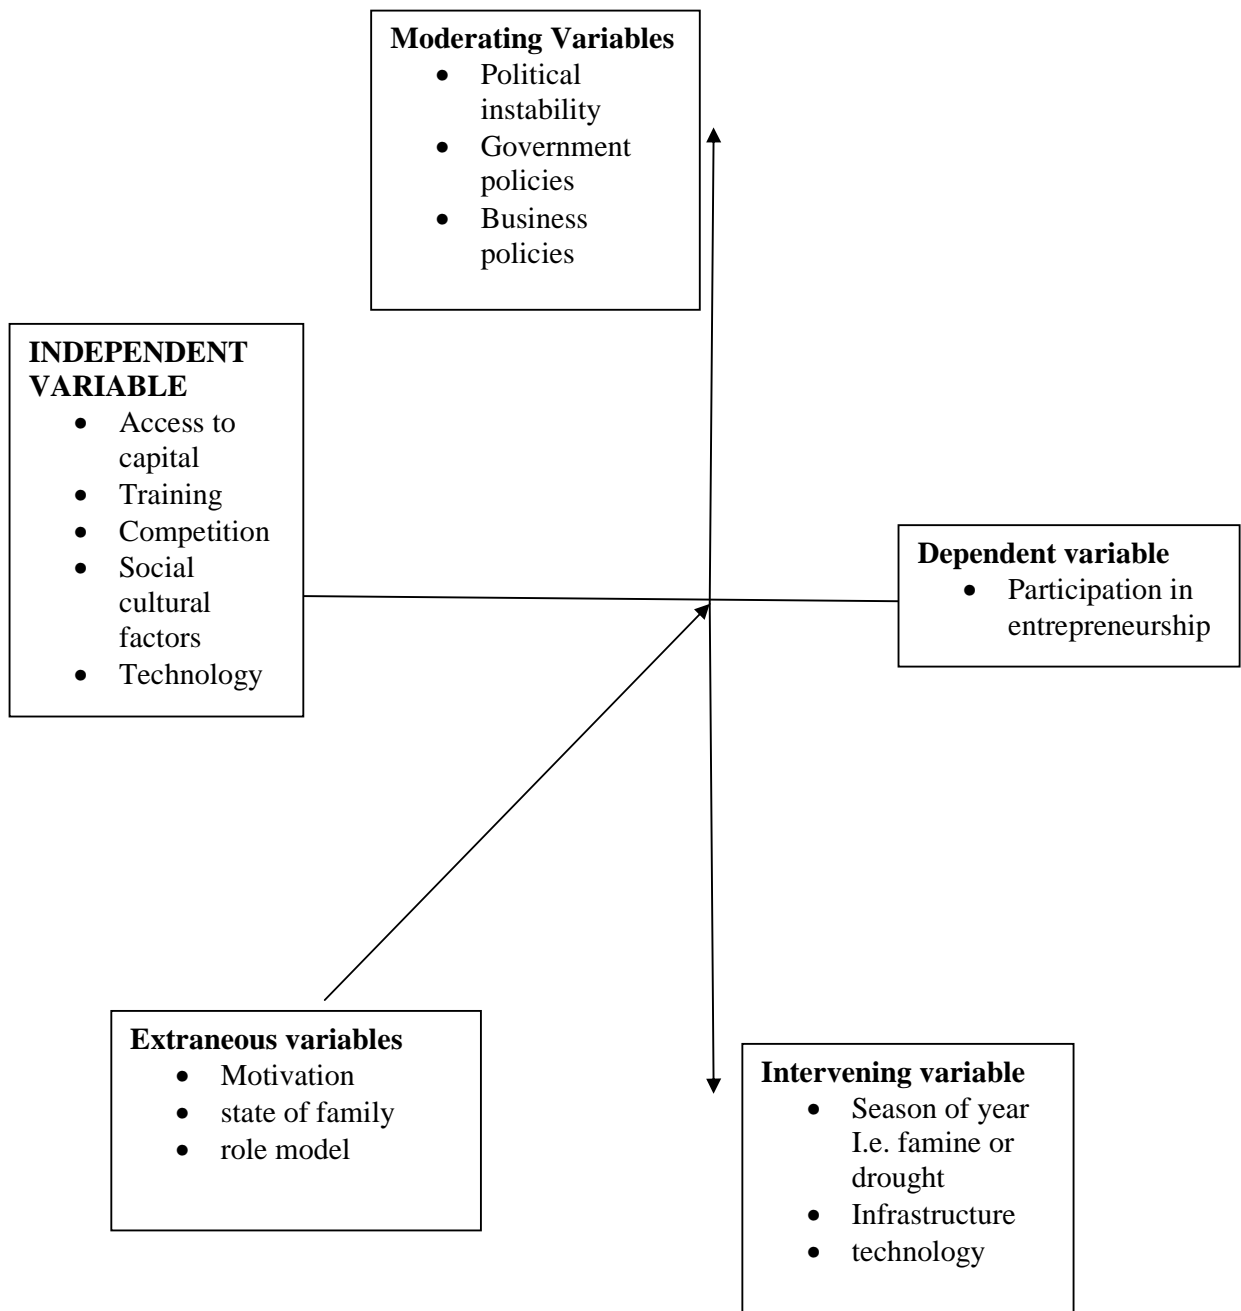 Moderating Variables
• Political
instability
• Government
policies
• Business
policies
INDEPENDENT
VARIABLE
• Access to
capital
• Training
• Competition
• Social
cultural
factors
• Technology
Dependent variable
• Participation in
entrepreneurship
Extraneous variables
• Motivation
• state of family
• role model
Intervening variable
• Season of year
I.e. famine or
drought
• Infrastructure
• technology